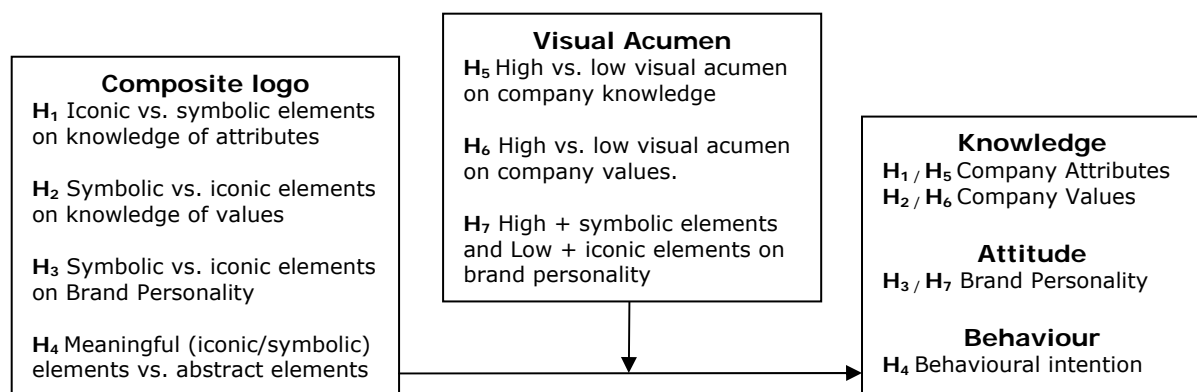 Composite logo
H1 Iconic vs. symbolic elements
on knowledge of attributes
H2 Symbolic vs. iconic elements
on knowledge of values
H3 Symbolic vs. iconic elements
on Brand Personality
H4 Meaningful (iconic/symbolic)
elements vs. abstract elements
Visual Acumen
H5 High vs. low visual acumen
on company knowledge
H6 High vs. low visual acumen
on company values.
H7 High + symbolic elements
and Low + iconic elements on
brand personality
Knowledge
H1 / H5 Company Attributes
H2 / H6 Company Values
Attitude
H3 / H7 Brand Personality
Behaviour
H4 Behavioural intention